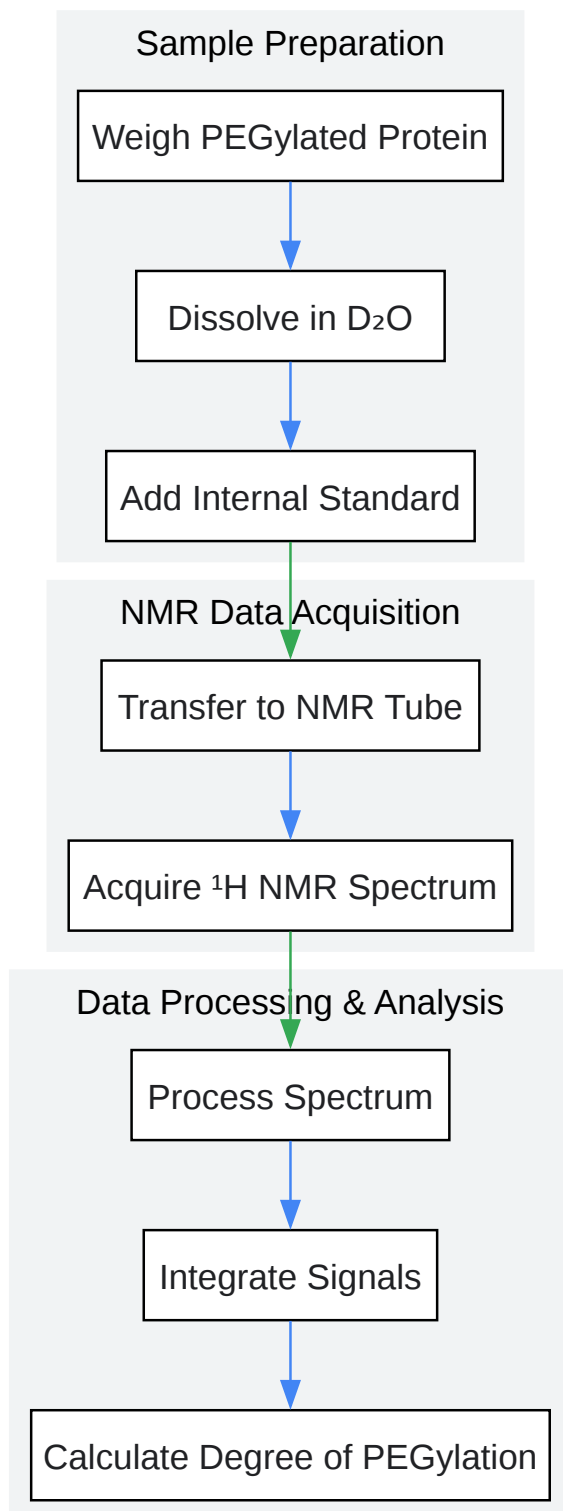 Sample Preparation
Weigh PEGylated Protein
Dissolve in D₂O
Add Internal Standard
NMR Data Acquisition
Transfer to NMR Tube
Acquire ¹H NMR Spectrum
Data Processing & Analysis
Process Spectrum
Integrate Signals
Calculate Degree of PEGylation